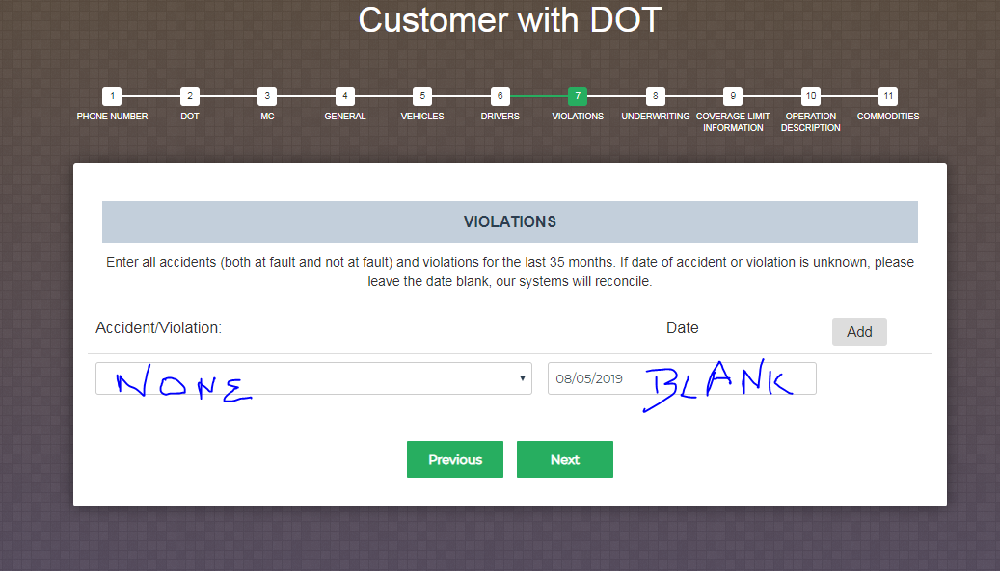 Customer with DOT
1 2 3 4 5 6 7 8 9 10 11
PHONE NUMBER DOT MC GENERAL VEHICLES DRIVERS VIOLATIONS UNDERWRITING COVERAGE LIMIT OPERATION COMMODITIES
INFORMATION DESCRIPTION
VIOLATIONS
Enter all accidents (both at fault and not at fault) and violations for the last 35 months. If date of accident or violation is unknown, please
leave the date blank, our systems will reconcile.
Accident/Violation: Date Add
NONE 08/05/2019 BLANK
Previous Next